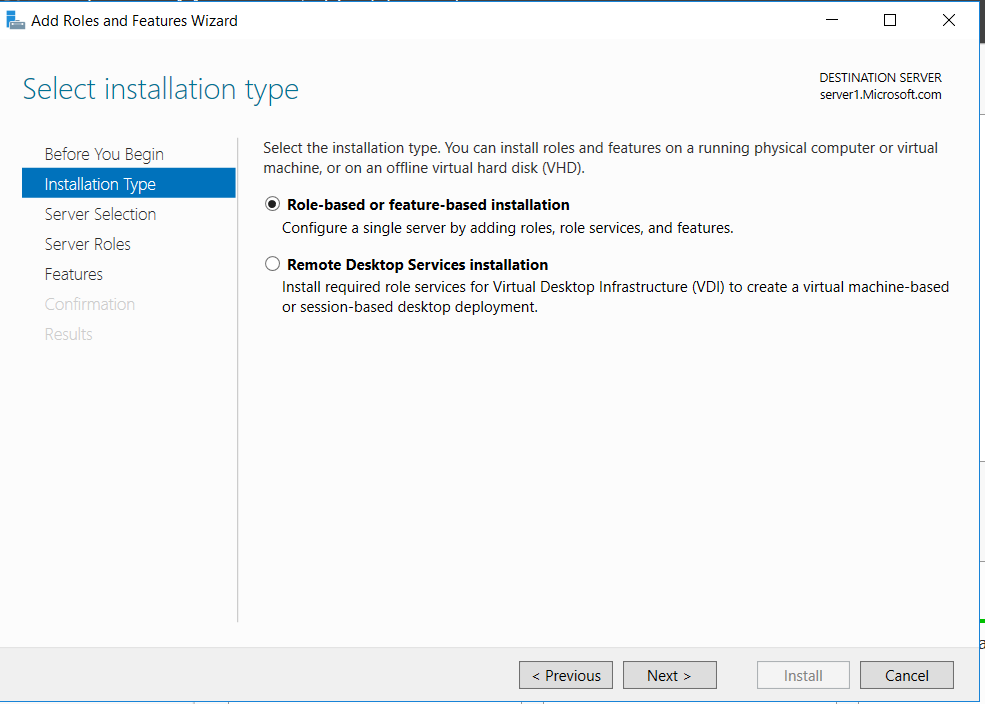 Add Roles and Features Wizard
Select installation type
DESTINATION SERVER
server1.Microsoft.com
Before You Begin
Installation Type
Server Selection
Server Roles
Features
Confirmation
Results
Select the installation type. You can install roles and features on a running physical computer or virtual
machine, or on an offline virtual hard disk (VHD).
Role-based or feature-based installation
Configure a single server by adding roles, role services, and features.
Remote Desktop Services installation
Install required role services for Virtual Desktop Infrastructure (VDI) to create a virtual machine-based
or session-based desktop deployment.
< Previous
Next >
Install
Cancel